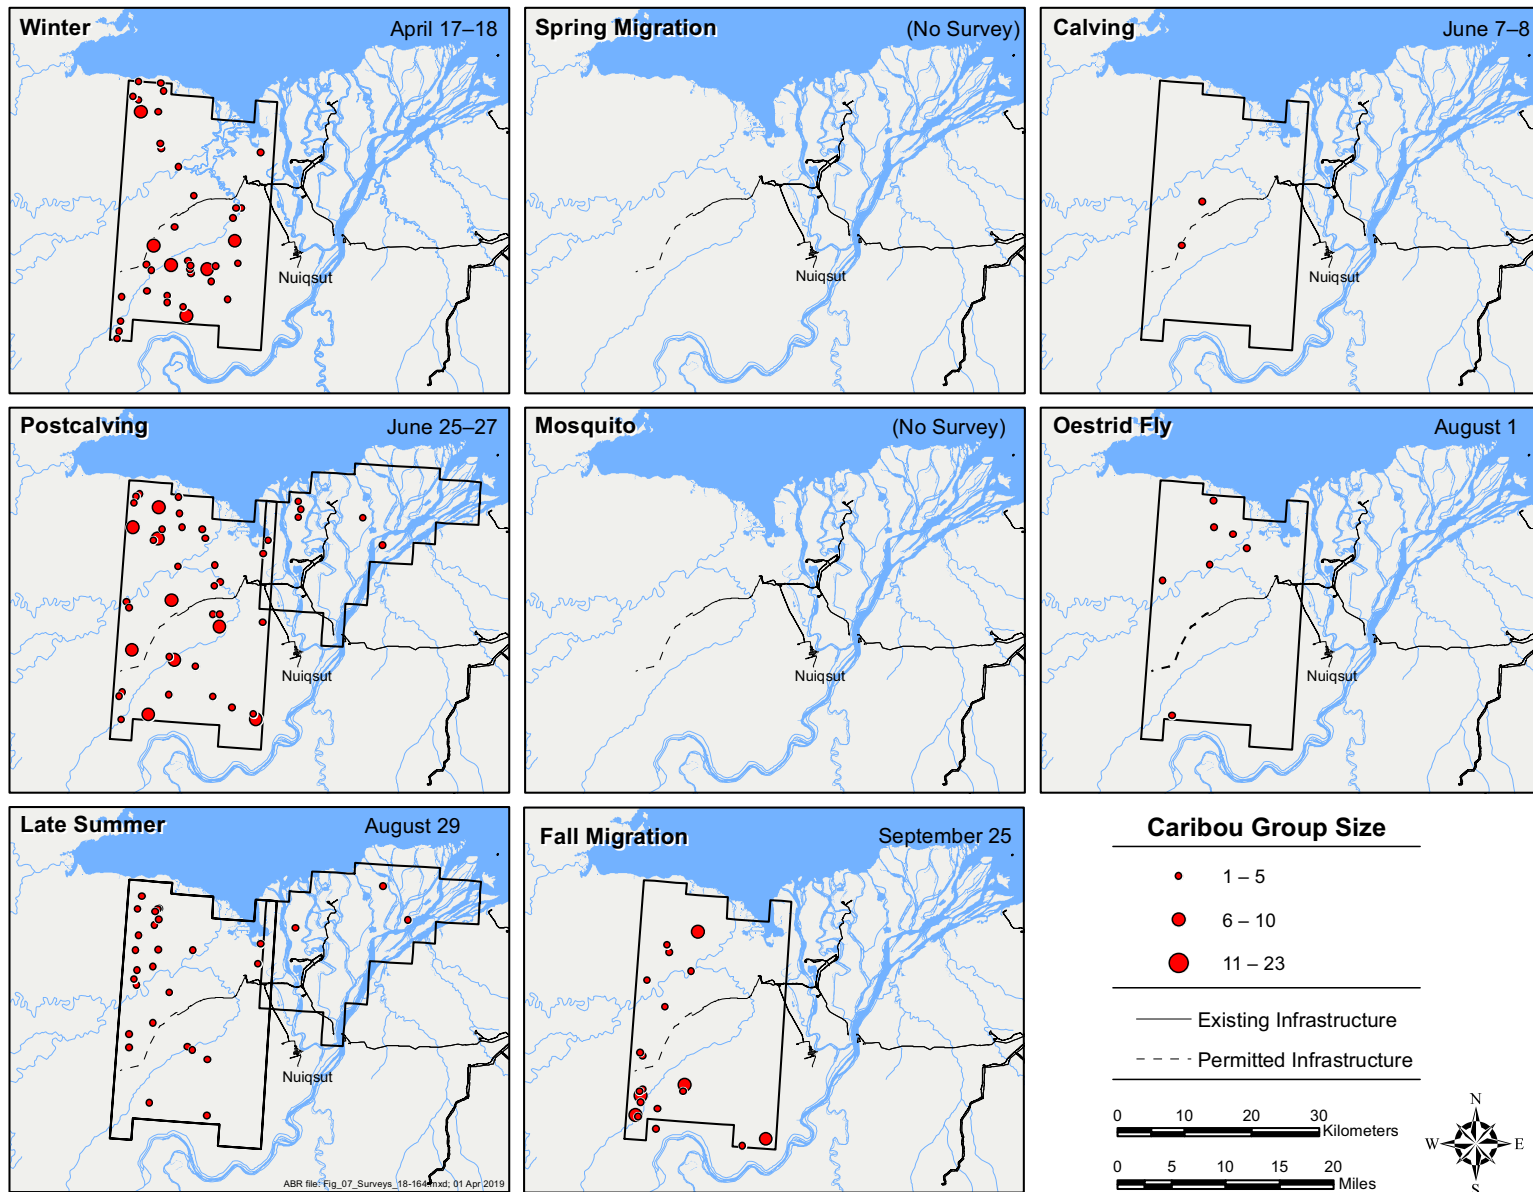 Winter April 17–18
Nuiqsut
Spring Migration (No Survey)
Nuiqsut
Calving June 7–8
Nuiqsut
Postcalving June 25–27
Nuiqsut
Mosquito (No Survey)
Nuiqsut
Oestrid Fly August 1
Nuiqsut
Late Summer August 29
Nuiqsut
ABR file: Fig_07_Surveys_18-164.mxd; 01 Apr 2019
Fall Migration September 25
Caribou Group Size
1 – 5
6 – 10
11 – 23
Existing Infrastructure
Permitted Infrastructure
0 10 20 30
Kilometers
0 5 10 15 20
Miles
N
W E
S